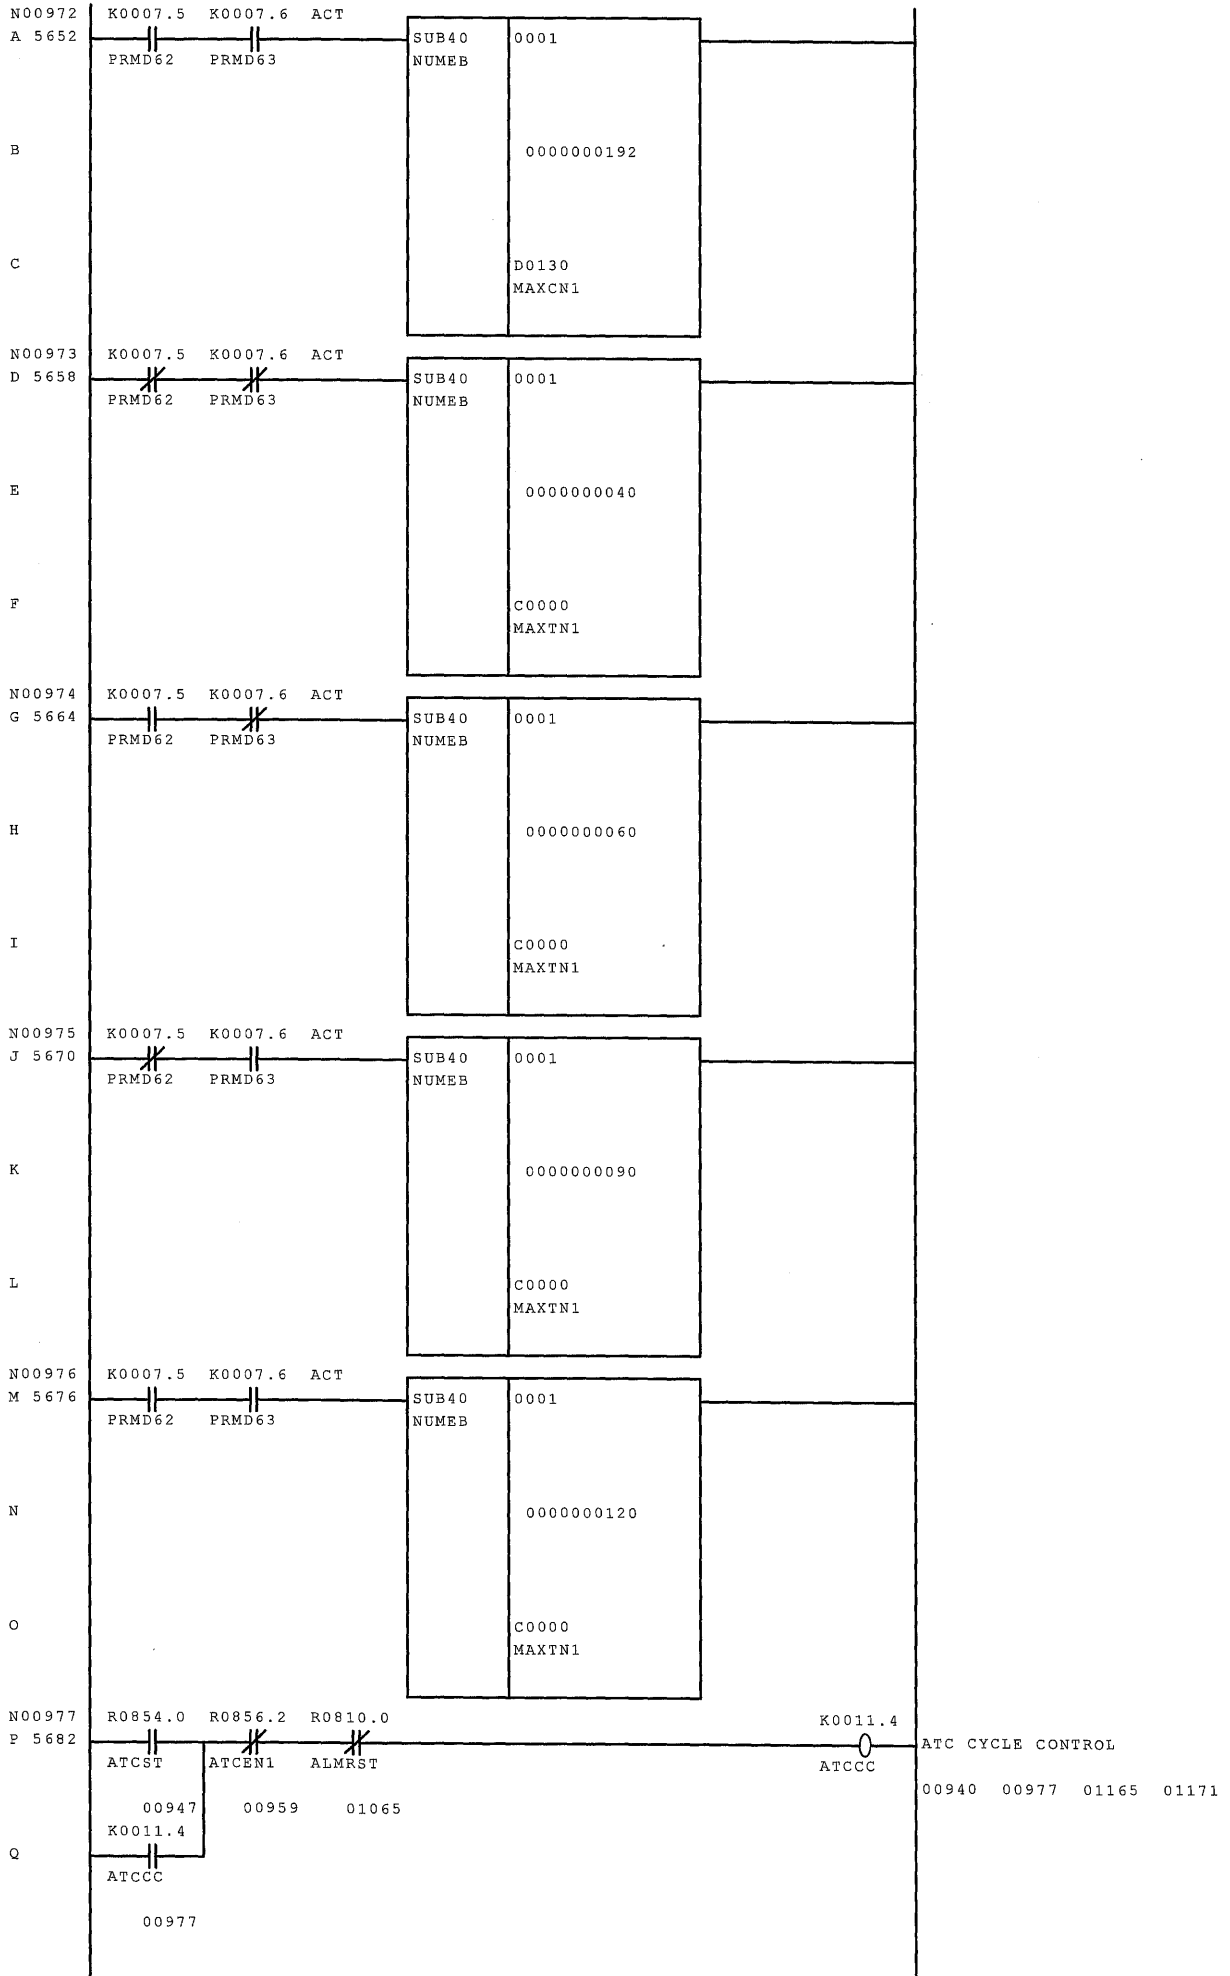 N00972 K0007.5 K0007.6 ACT
A 5652 SUB40 0001
PRMD62 PRMD63 NUMEB
B 0000000192
C D0130
MAXCN1
N00973 K0007.5 K0007.6 ACT
D 5658 SUB40 0001
PRMD62 PRMD63 NUMEB
E 0000000040
F C0000
MAXTN1
N00974 K0007.5 K0007.6 ACT
G 5664 SUB40 0001
PRMD62 PRMD63 NUMEB
H 0000000060
I C0000
MAXTN1
N00975 K0007.5 K0007.6 ACT
J 5670 SUB40 0001
PRMD62 PRMD63 NUMEB
K 0000000090
L C0000
MAXTN1
N00976 K0007.5 K0007.6 ACT
M 5676 SUB40 0001
PRMD62 PRMD63 NUMEB
N 0000000120
O C0000
MAXTN1
N00977 R0854.0 R0856.2 R0810.0 K0011.4
P 5682 ATC CYCLE CONTROL
ATCST ATCEN1 ALMRST ATCCC
00940 00977 01165 01171
00947 00959 01065
K0011.4
Q
ATCCC
00977